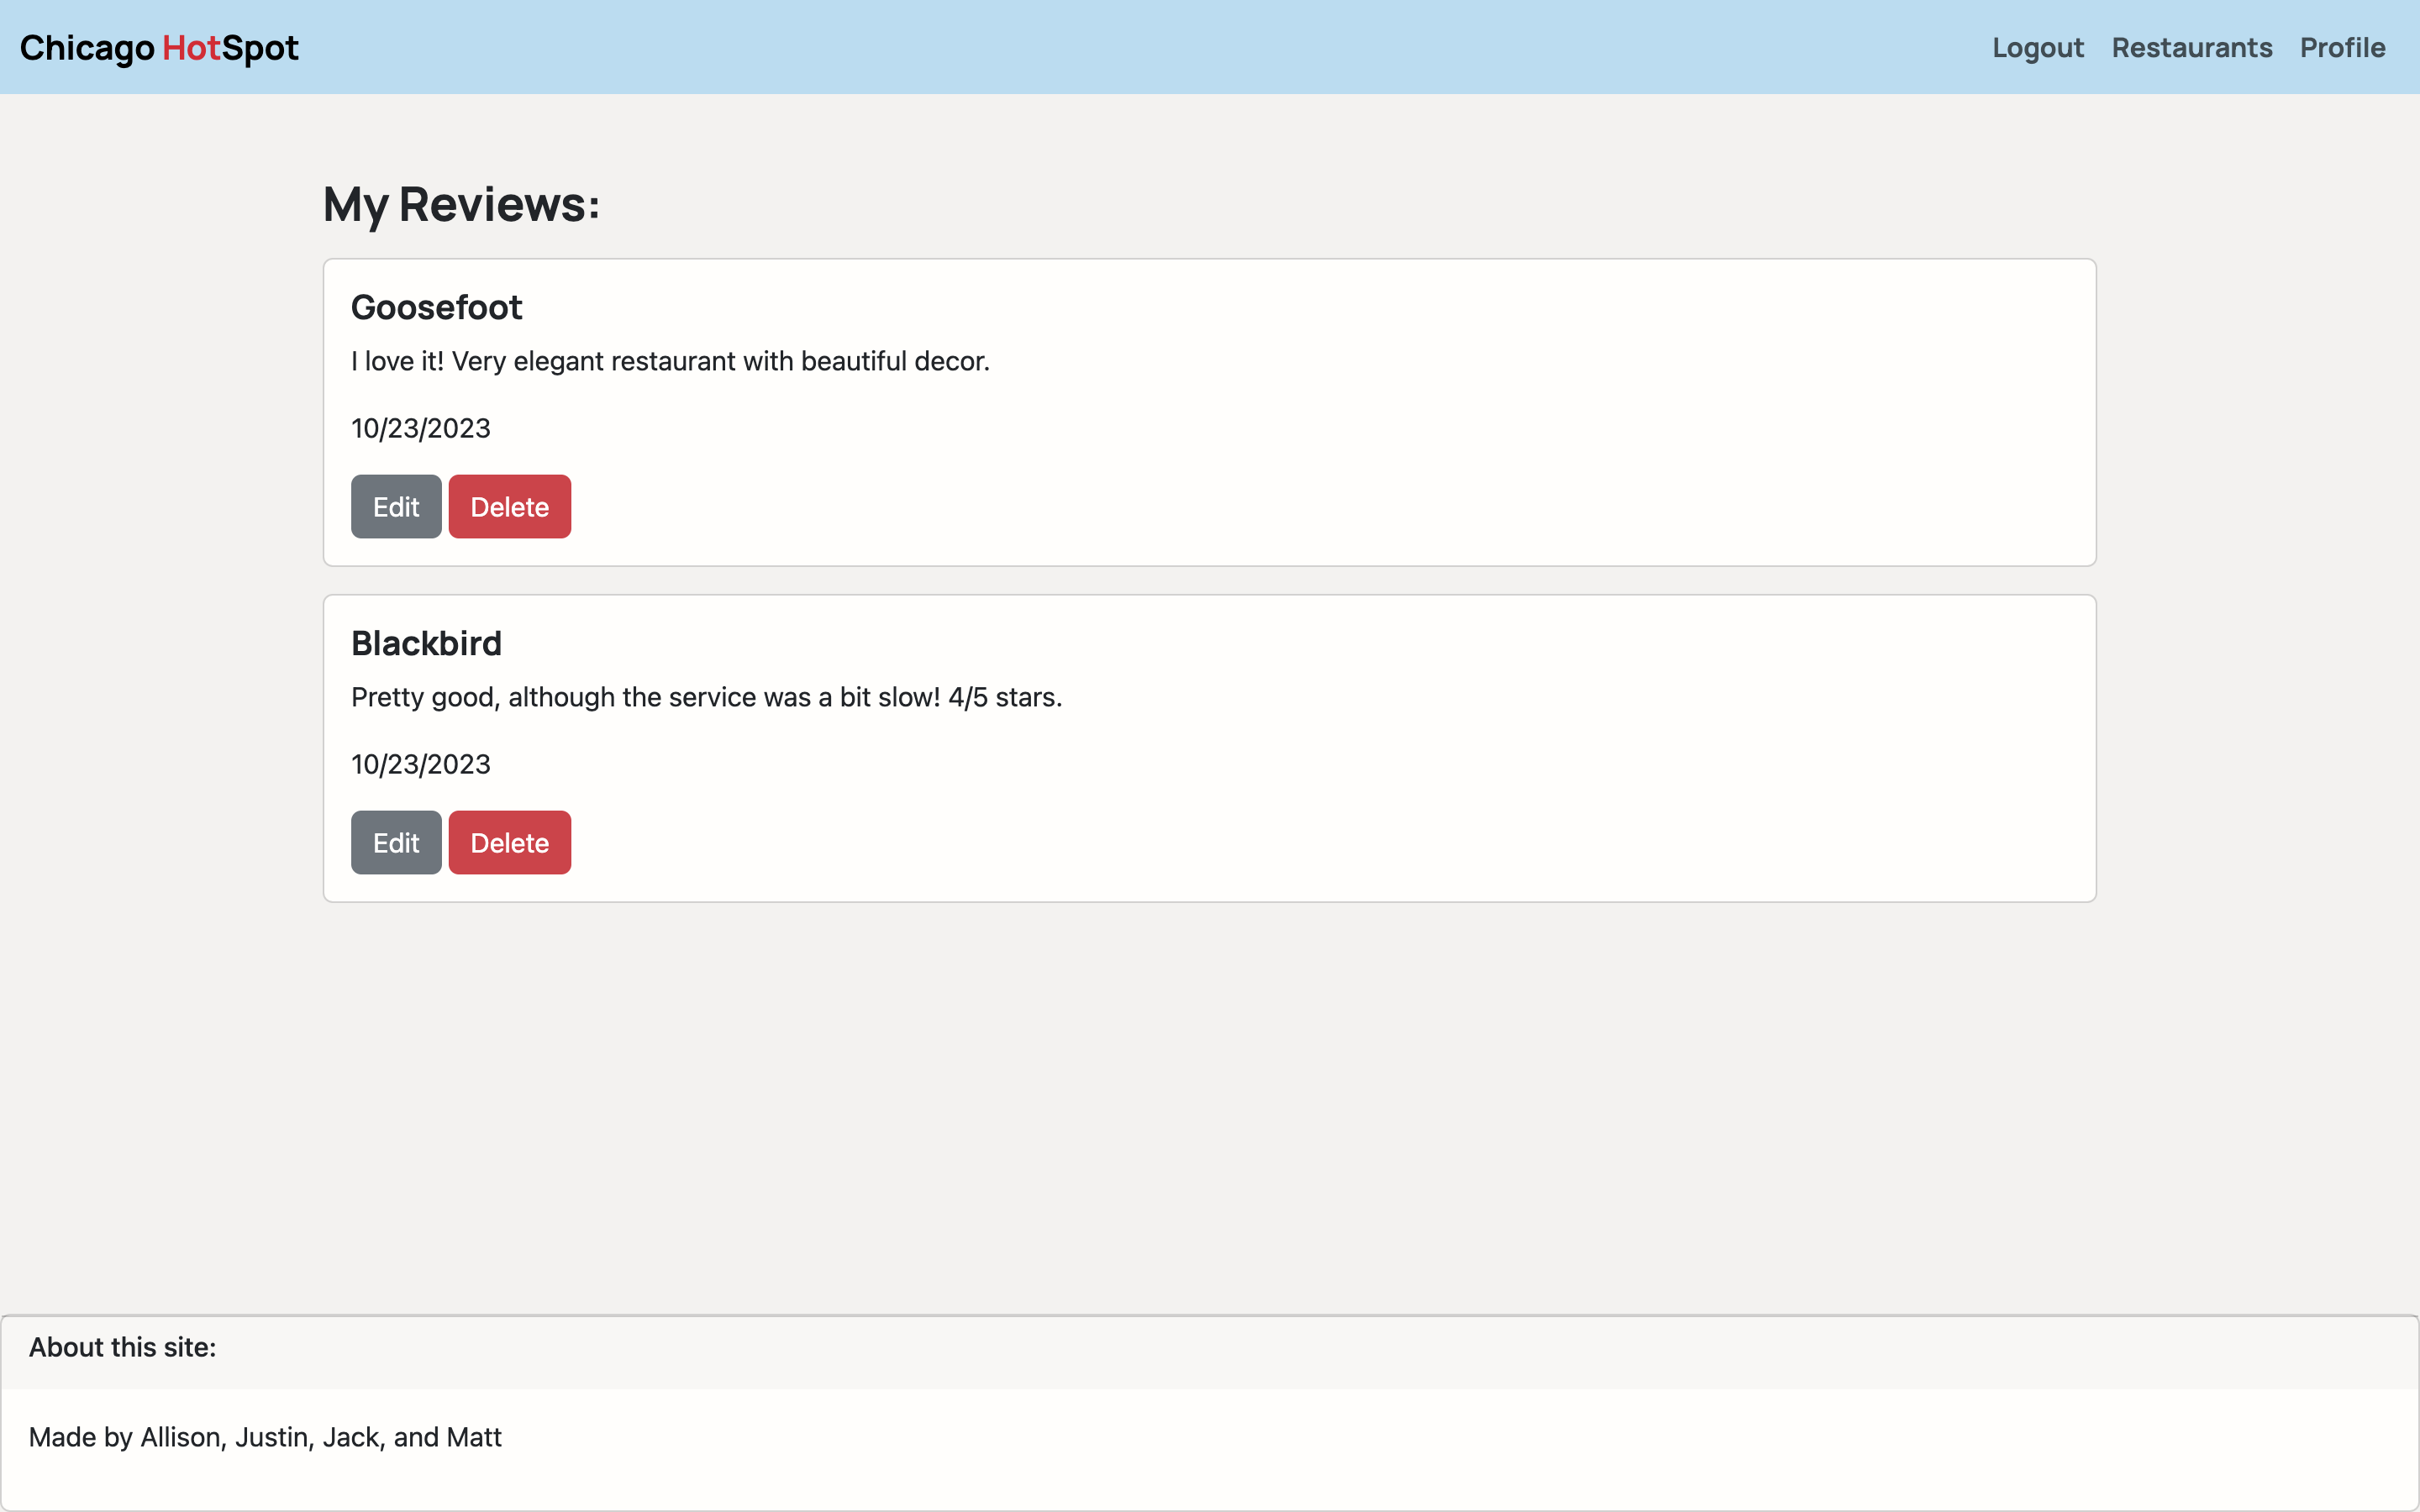 Chicago HotSpot
Logout Restaurants Profile
My Reviews:
Goosefoot
I love it! Very elegant restaurant with beautiful decor.
10/23/2023
Edit Delete
Blackbird
Pretty good, although the service was a bit slow! 4/5 stars.
10/23/2023
Edit Delete
About this site:
Made by Allison, Justin, Jack, and Matt